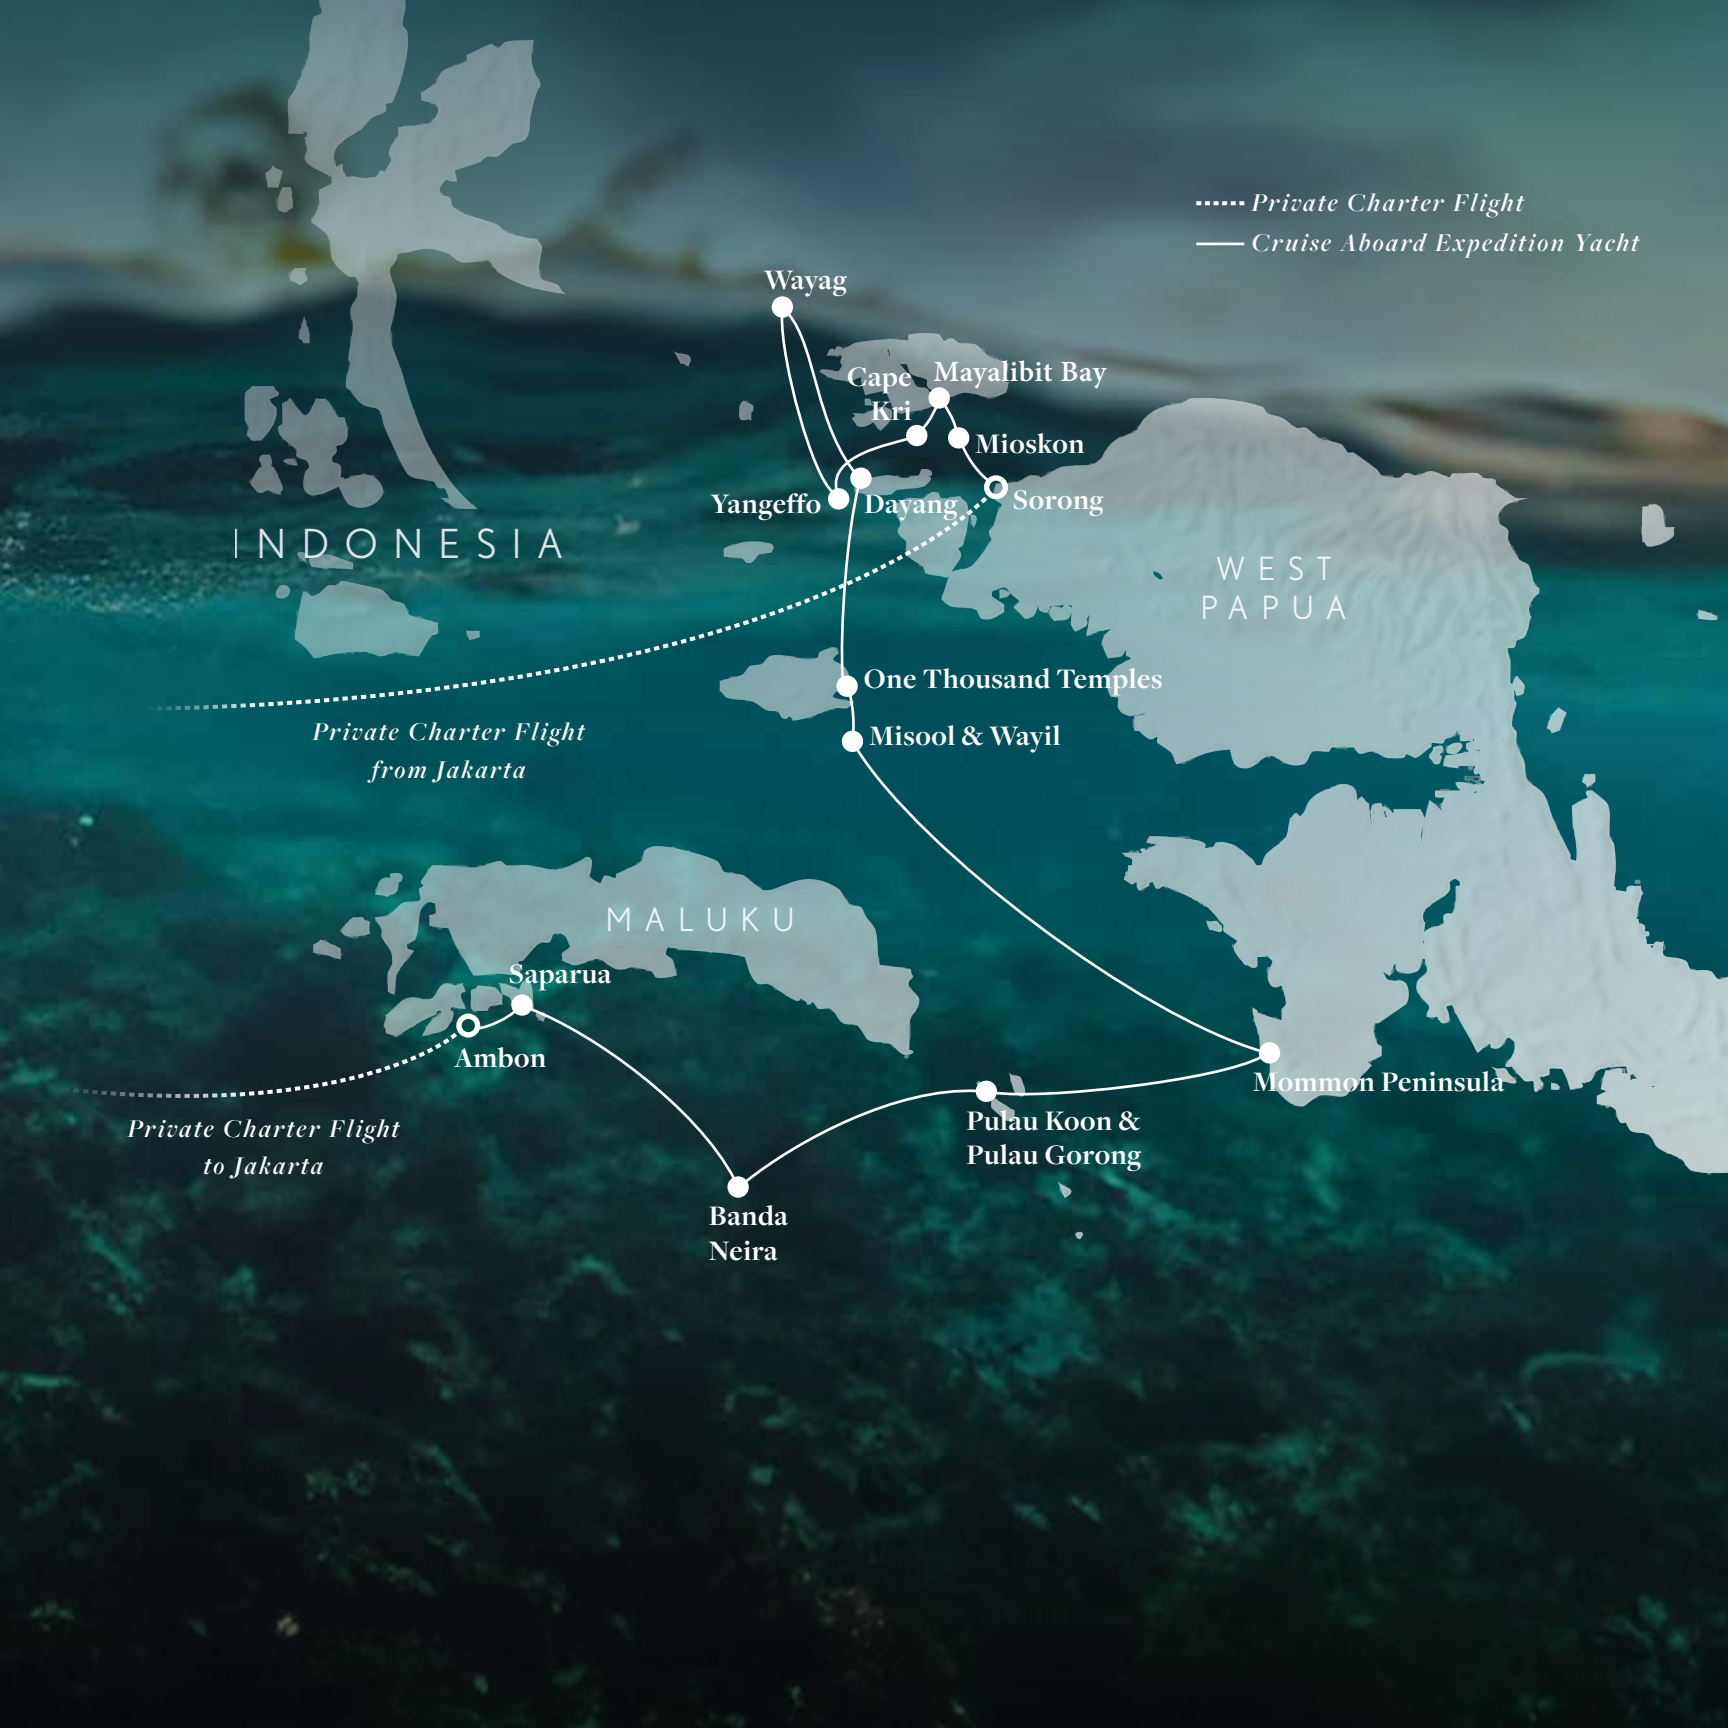 Private Charter Flight
Cruise Aboard Expedition Yacht
Wayag
Cape
Kri
Mayalibit Bay
Mioskon
Yangeffo
Dayang
Sorong
INDONESIA
WEST
PAPUA
One Thousand Temples
Private Charter Flight
from Jakarta
Misool & Wayil
MALUKU
Saparua
Ambon
Mommon Peninsula
Private Charter Flight
to Jakarta
Pulau Koon &
Pulau Gorong
Banda
Neira